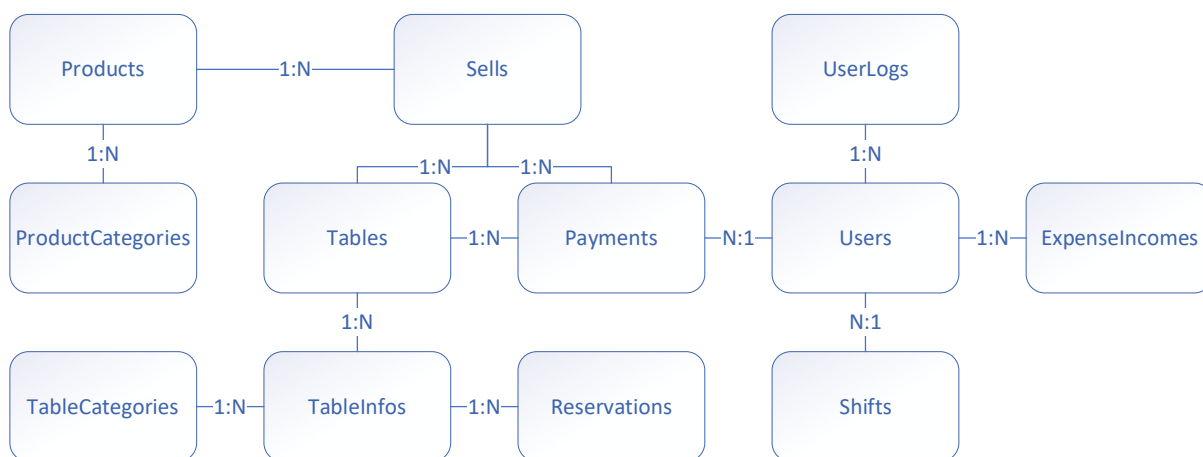 Products
1:N
Sells
UserLogs
1:N
1:N
1:N
1:N
ProductCategories
Tables
1:N
Payments
N:1
Users
1:N
ExpenseIncomes
1:N
N:1
TableCategories
1:N
TableInfos
1:N
Reservations
Shifts